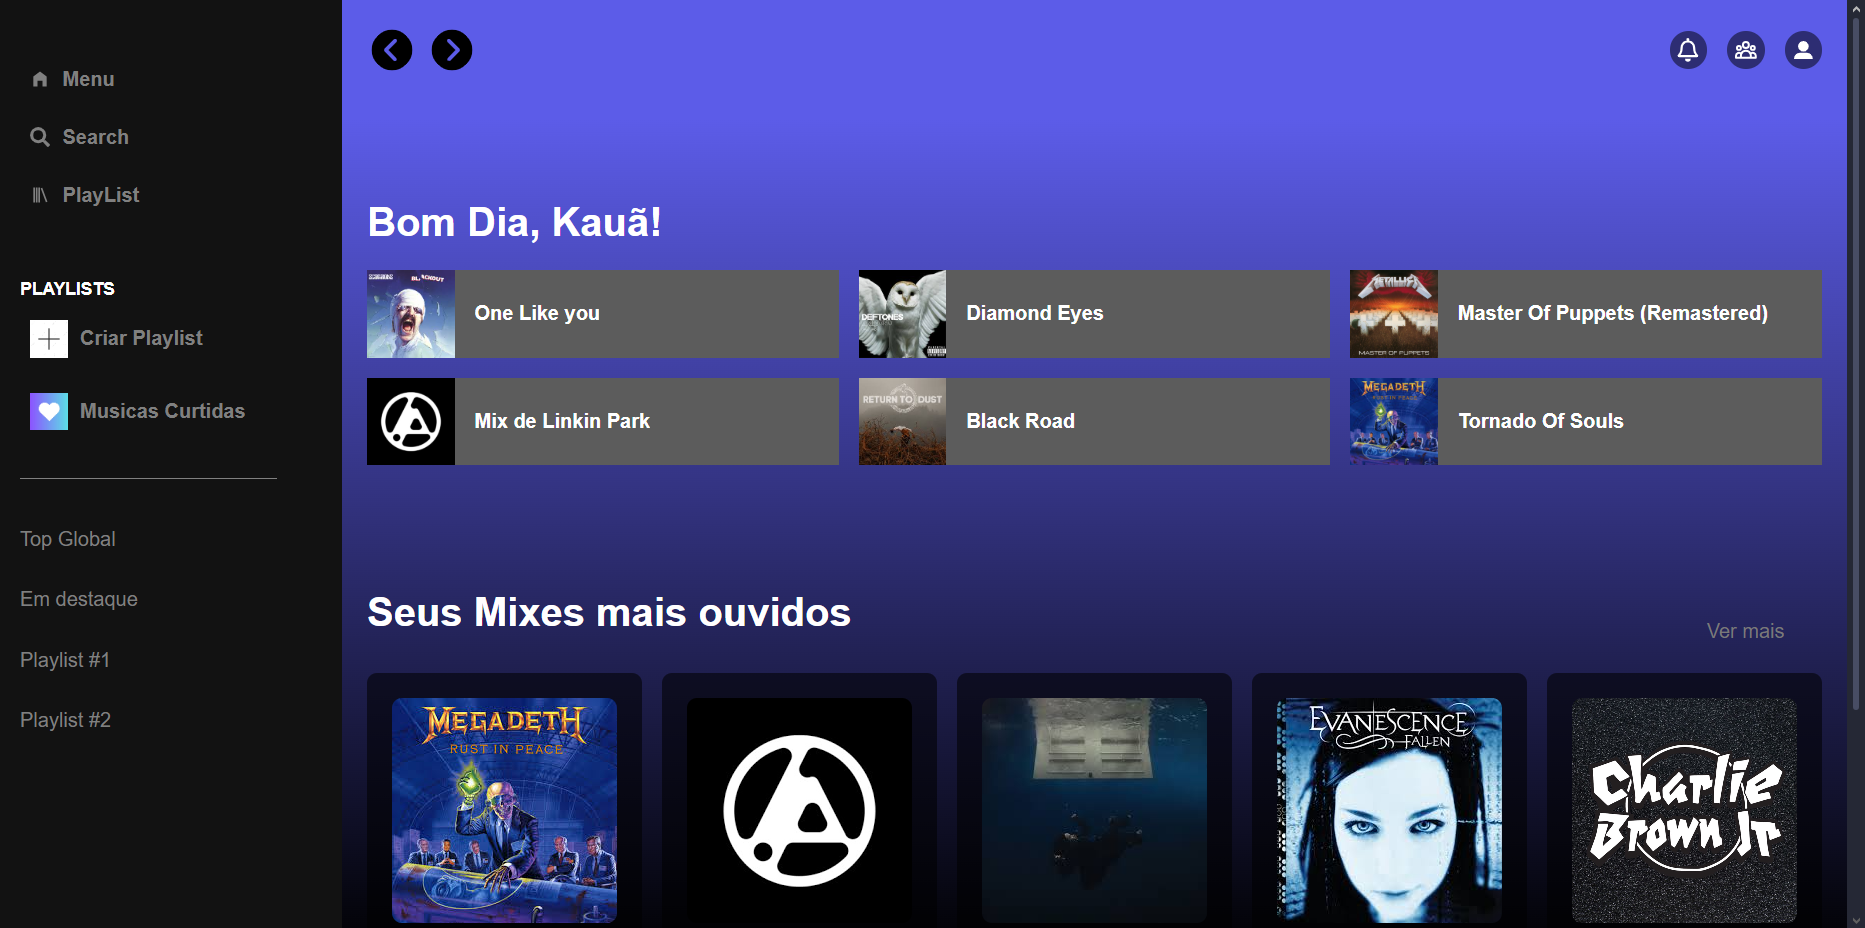 Menu
Search
PlayList
PLAYLISTS
Criar Playlist
Musicas Curtidas
Top Global
Em destaque
Playlist #1
Playlist #2
Bom Dia, Kauã!
SCORPIONS
BLACKOUT
One Like you
DEFTONES
Diamond Eyes
METALLICA
MASTER OF PUPPETS
Master Of Puppets (Remastered)
Mix de Linkin Park
RETURN TO DUST
Black Road
MEGADETH
RUST IN PEACE
Tornado Of Souls
Seus Mixes mais ouvidos
Ver mais
MEGADETH
RUST IN PEACE
EVANESCENCE
FALLEN
Charlie
Brown Jr